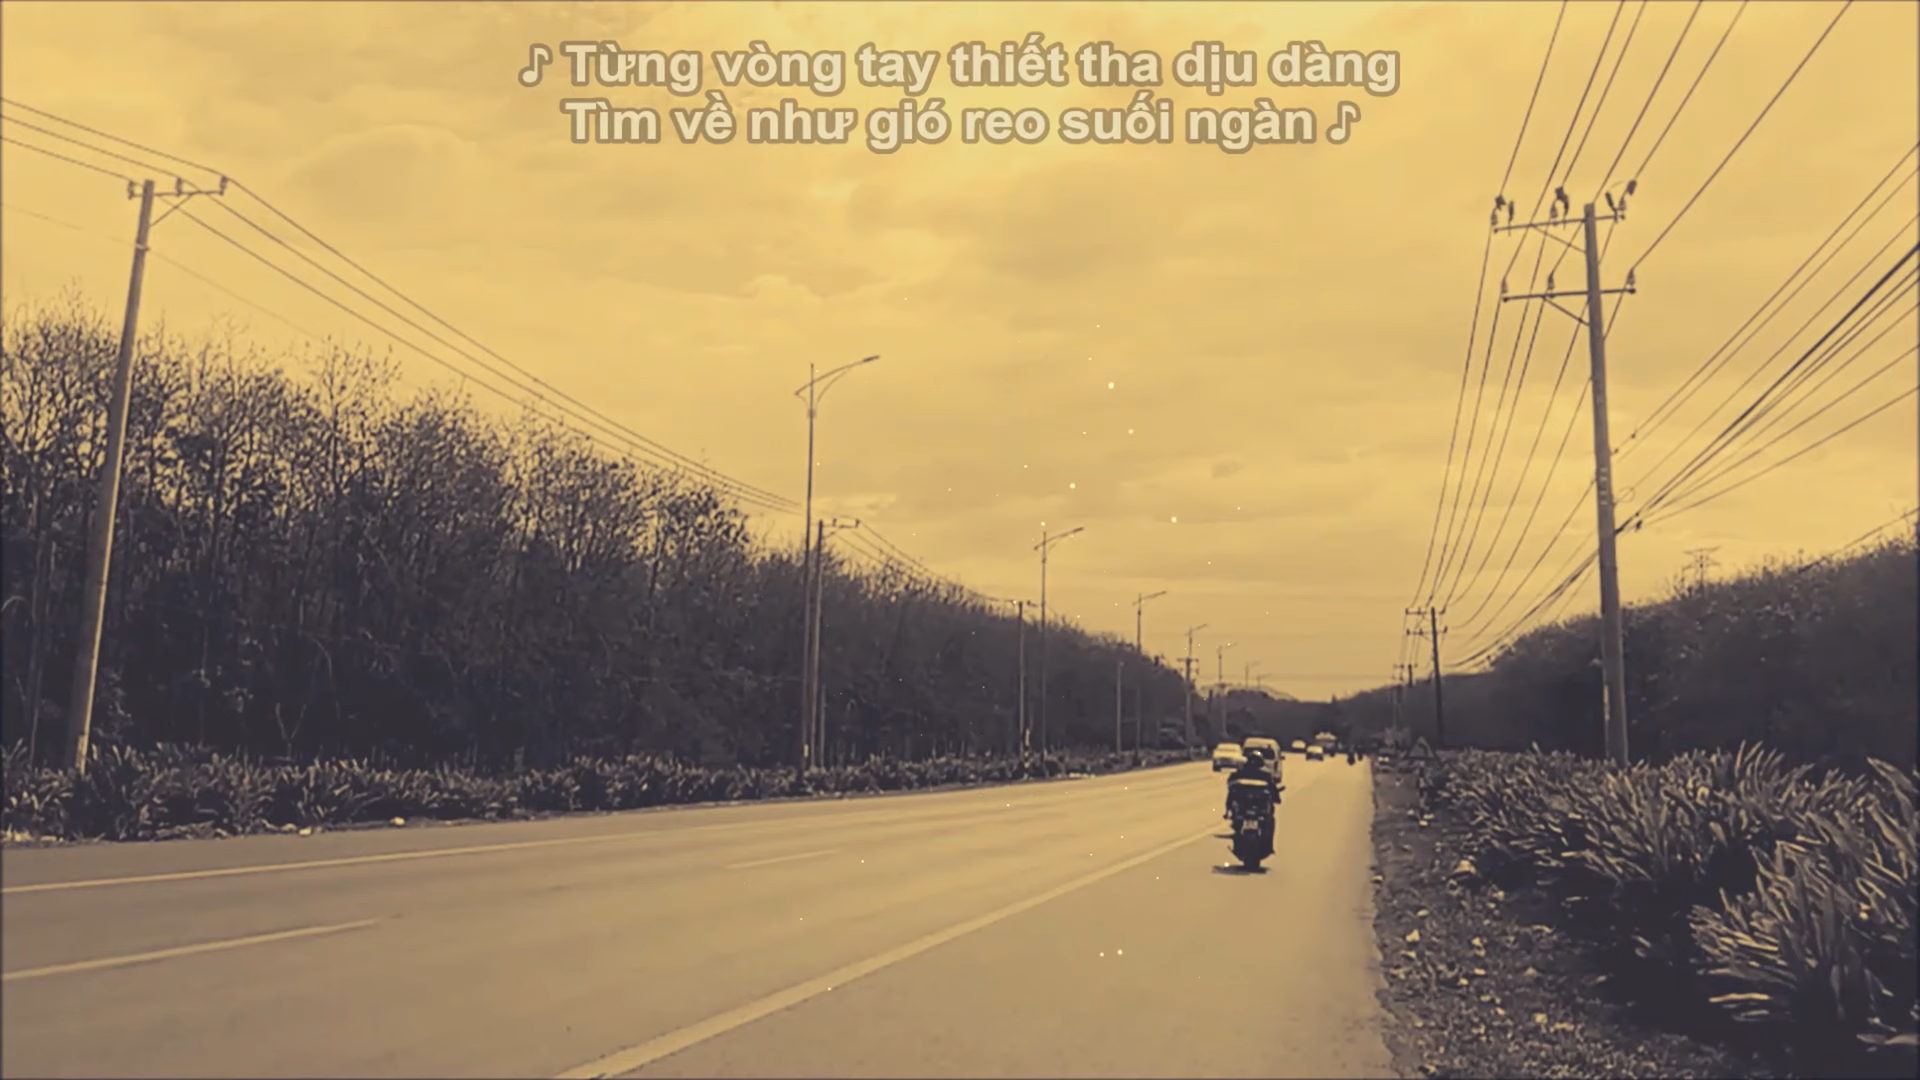 ♪ Từng vòng tay thiết tha dịu dàng
Tìm về như gió reo suối ngàn ♪